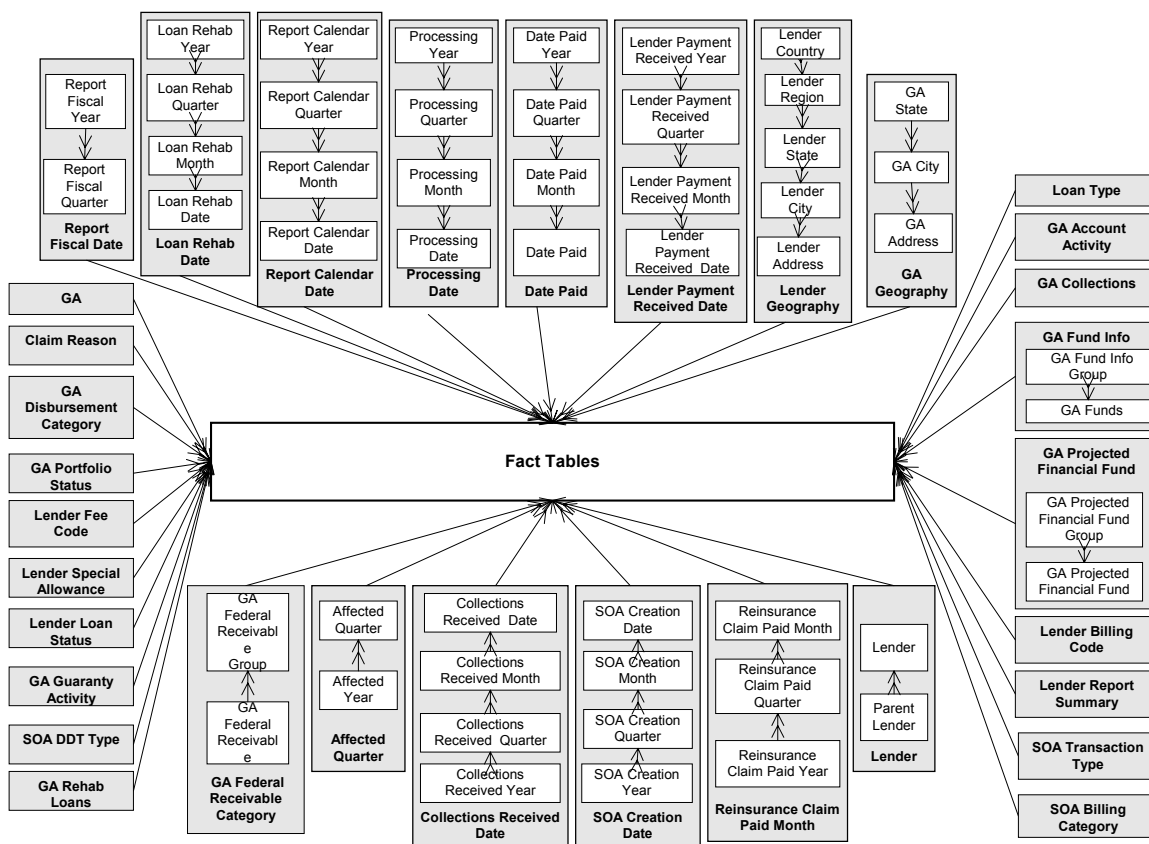 Report
Fiscal
Year
Report
Fiscal
Quarter
Report
Fiscal Date
Loan Rehab
Year
Loan Rehab
Quarter
Loan Rehab
Month
Loan Rehab
Date
Loan Rehab
Date
Report Calendar
Year
Report Calendar
Quarter
Report Calendar
Month
Report Calendar
Date
Report Calendar
Date
Processing
Year
Processing
Quarter
Processing
Month
Processing
Date
Processing
Date
Date Paid
Year
Date Paid
Quarter
Date Paid
Month
Date Paid
Date Paid
Lender Payment
Received Year
Lender Payment
Received
Quarter
Lender Payment
Received Month
Lender
Payment
Received Date
Lender Payment
Received Date
Lender
Country
Lender
Region
Lender
State
Lender
City
Lender
Address
Lender
Geography
GA
State
GA City
GA
Address
GA
Geography
GA
Claim Reason
GA
Disbursement
Category
GA Portfolio
Status
Lender Fee
Code
Lender Special
Allowance
Lender Loan
Status
GA Guaranty
Activity
SOA DDT Type
GA Rehab
Loans
Fact Tables
Loan Type
GA Account
Activity
GA Collections
GA Fund Info
GA Fund Info
Group
GA Funds
GA Projected
Financial Fund
GA Projected
Financial Fund
Group
GA Projected
Financial Fund
Lender Billing
Code
Lender Report
Summary
SOA Transaction
Type
SOA Billing
Category
GA
Federal
Receivabl
e
Group
GA
Federal
Receivabl
e
GA Federal
Receivable
Category
Affected
Quarter
Affected
Year
Affected
Quarter
Collections
Received Date
Collections
Received Month
Collections
Received Quarter
Collections
Received Year
Collections Received
Date
SOA Creation
Date
SOA Creation
Month
SOA Creation
Quarter
SOA Creation
Year
SOA Creation
Date
Reinsurance
Claim Paid Month
Reinsurance
Claim Paid
Quarter
Reinsurance
Claim Paid Year
Reinsurance Claim
Paid Month
Lender
Parent
Lender
Lender